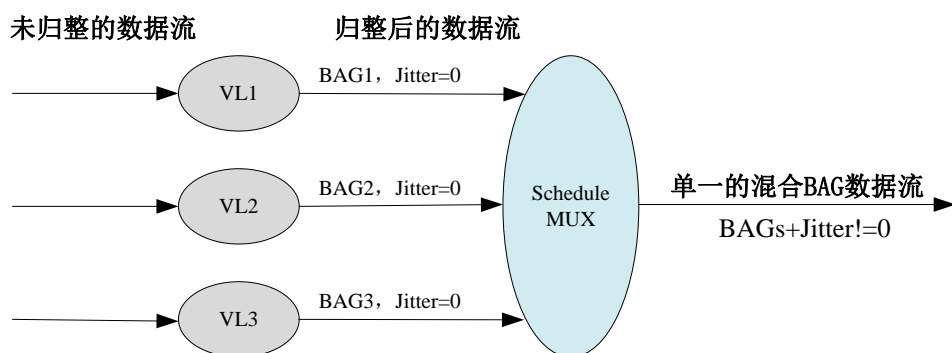 未归整的数据流
归整后的数据流
VL1
BAG1，Jitter=0
VL2
BAG2，Jitter=0
Schedule
MUX
单一的混合BAG数据流
BAGs+Jitter!=0
VL3
BAG3，Jitter=0